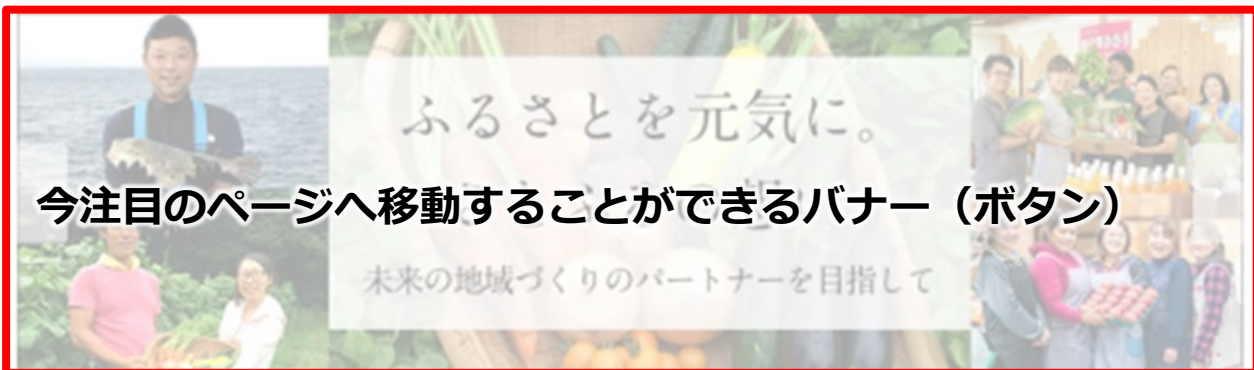 ふるさとを元気に。
今注目のページへ移動することができるバナー（ボタン）
未来の地域づくりのパートナーを目指して